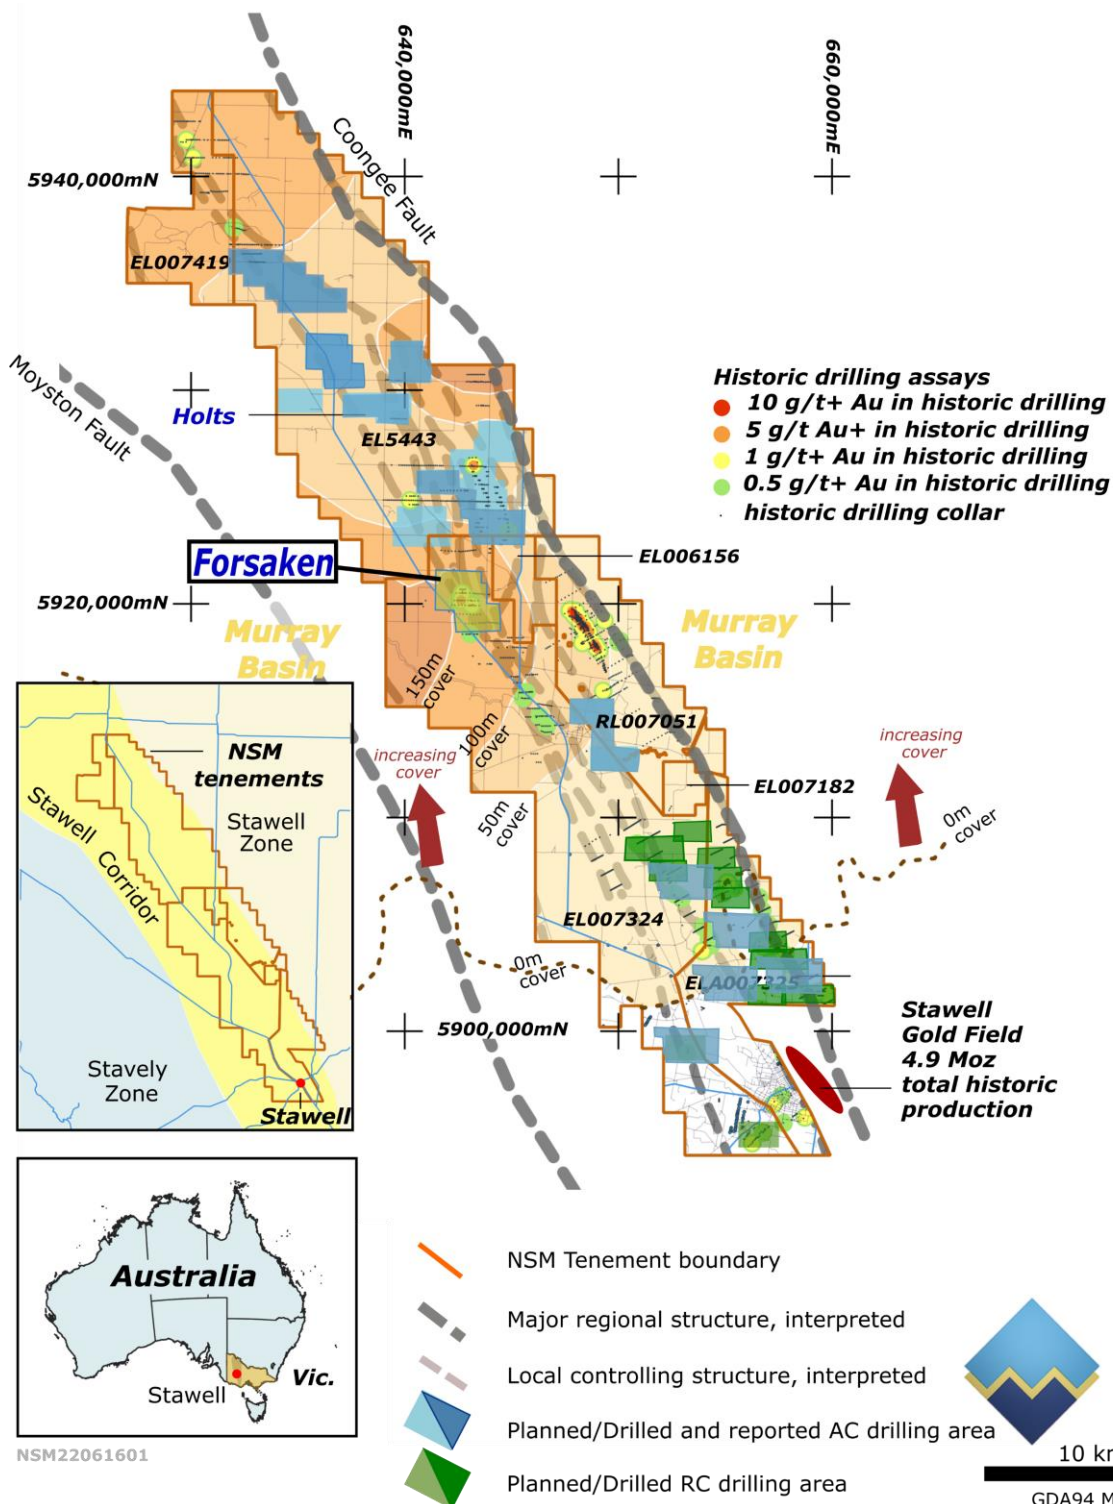 640,000mE
660,000mE
Coongee Fault
5940,000mN
EL007419
Moyston Fault
Holts
EL5443
Historic drilling assays
10 g/t+ Au in historic drilling
5 g/t Au+ in historic drilling
1 g/t+ Au in historic drilling
0.5 g/t+ Au in historic drilling
historic drilling collar
Forsaken
EL006156
5920,000mN
Murray
Basin
Murray
Basin
150m
cover
100m
cover
50m
cover
RL007051
EL007182
increasing
cover
increasing
cover
0m
cover
NSM
tenements
Stawell
Zone
Stawell
Corridor
Stavely
Zone
Stawell
EL007324
0m
cover
ELA007325
5900,000mN
Stawell
Gold Field
4.9 Moz
total historic
production
Australia
Vic.
Stawell
NSM22061601
NSM Tenement boundary
Major regional structure, interpreted
Local controlling structure, interpreted
Planned/Drilled and reported AC drilling area
Planned/Drilled RC drilling area
10 km
GDA94 M